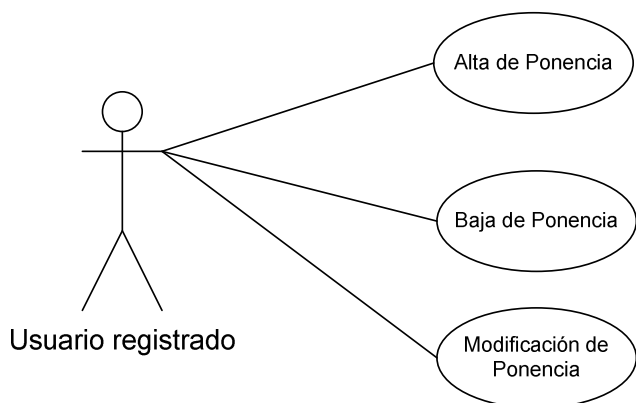 Alta de Ponencia
Baja de Ponencia
Usuario registrado
Modificación de
Ponencia